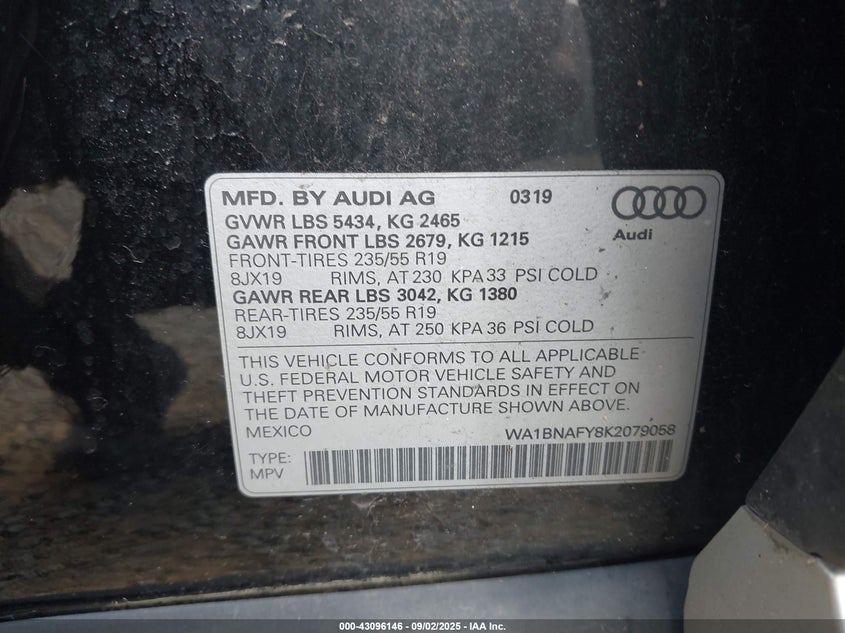 MFD. BY AUDI AG 0319
GVWR LBS 5434, KG 2465
GAWR FRONT LBS 2679, KG 1215
Audi
FRONT-TIRES 235/55 R19
8JX19 RIMS, AT 230 KPA 33 PSI COLD
GAWR REAR LBS 3042, KG 1380
REAR-TIRES 235/55 R19
8JX19 RIMS, AT 250 KPA 36 PSI COLD
THIS VEHICLE CONFORMS TO ALL APPLICABLE
U.S. FEDERAL MOTOR VEHICLE SAFETY AND
THEFT PREVENTION STANDARDS IN EFFECT ON
THE DATE OF MANUFACTURE SHOWN ABOVE.
MEXICO WA1BNAFY8K2079058
TYPE:
MPV
000-43096146 - 09/02/2025 - IAA Inc.